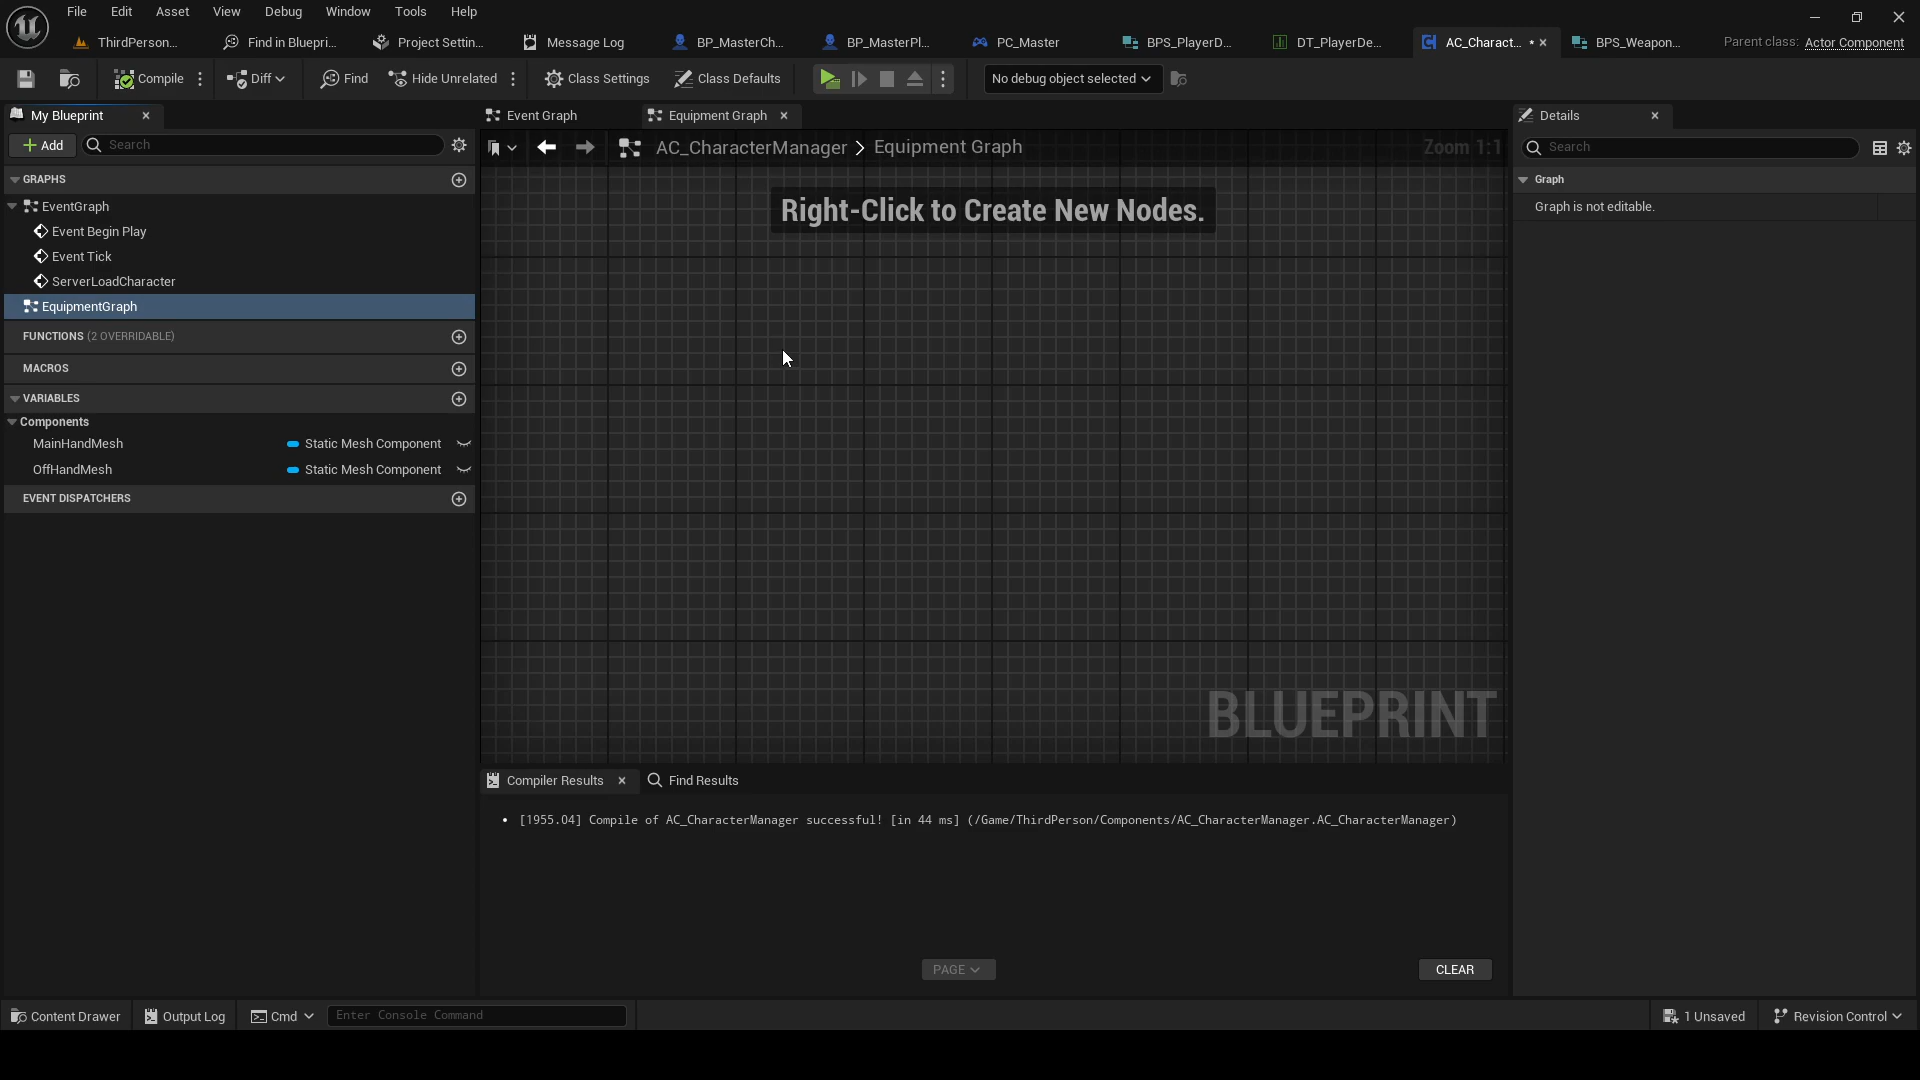 File Edit Asset View Debug Window Tools Help
ThirdPerson... Find in Bluepri... Project Settin... Message Log BP_MasterCh... BP_MasterPl... PC_Master BPS_PlayerD... DT_PlayerDe... AC_Charact... * BPS_Weapon... Parent class: Actor Component
Compile Diff Find Hide Unrelated Class Settings Class Defaults No debug object selected
My Blueprint Event Graph Equipment Graph Details
Add Search AC_CharacterManager > Equipment Graph Zoom 1:1 Search
GRAPHS Graph
EventGraph Right-Click to Create New Nodes. Graph is not editable.
Event Begin Play
Event Tick
ServerLoadCharacter
EquipmentGraph
FUNCTIONS (2 OVERRIDABLE)
MACROS
VARIABLES
Components
MainHandMesh Static Mesh Component
OffHandMesh Static Mesh Component
EVENT DISPATCHERS
BLUEPRINT
Compiler Results Find Results
• [1955.04] Compile of AC_CharacterManager successful! [in 44 ms] (/Game/ThirdPerson/Components/AC_CharacterManager.AC_CharacterManager)
PAGE CLEAR
Content Drawer Output Log Cmd Enter Console Command 1 Unsaved Revision Control